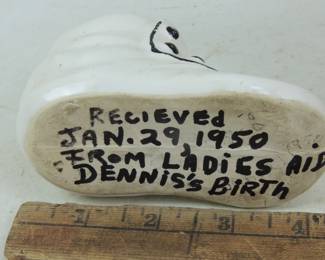 RECIEVED
JAN. 29, 1950
FROM LADIES AID
DENNIS'S BIRTH
1 2 3 4